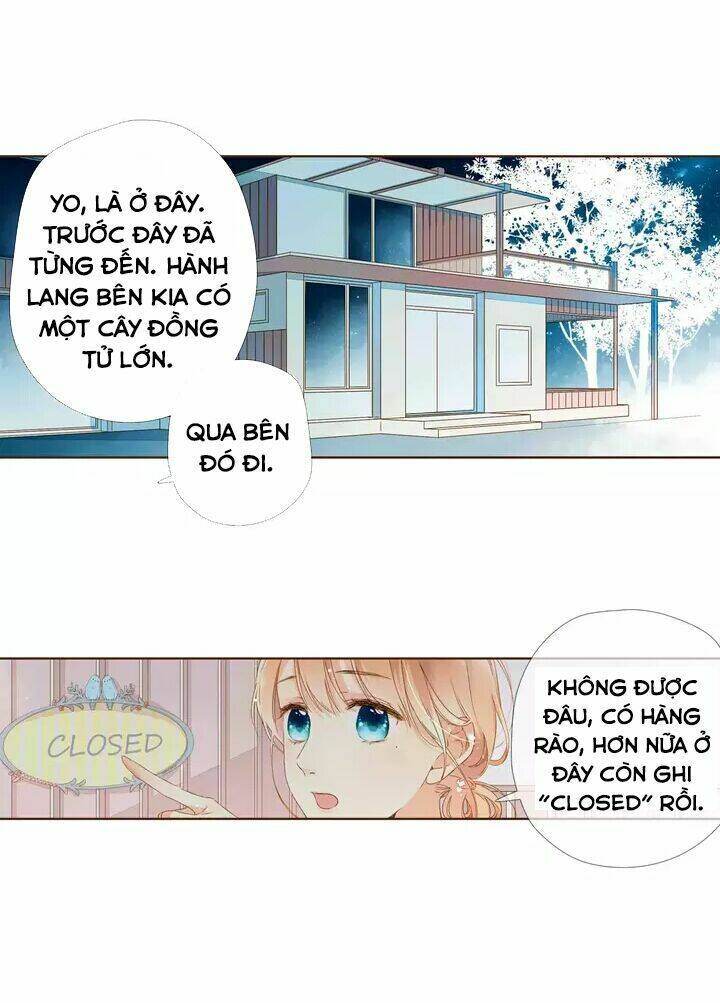 YO, LÀ Ở ĐÂY.
TRƯỚC ĐÂY ĐÃ
TỪNG ĐẾN. HÀNH
LANG BÊN KIA CÓ
MỘT CÂY ĐỒNG
TỬ LỚN.
QUA BÊN
ĐÓ ĐI.
CLOSED
KHÔNG ĐƯỢC
ĐÂU, CÓ HÀNG
RÀO, HƠN NỮA Ở
ĐÂY CÒN GHI
"CLOSED" RỒI.